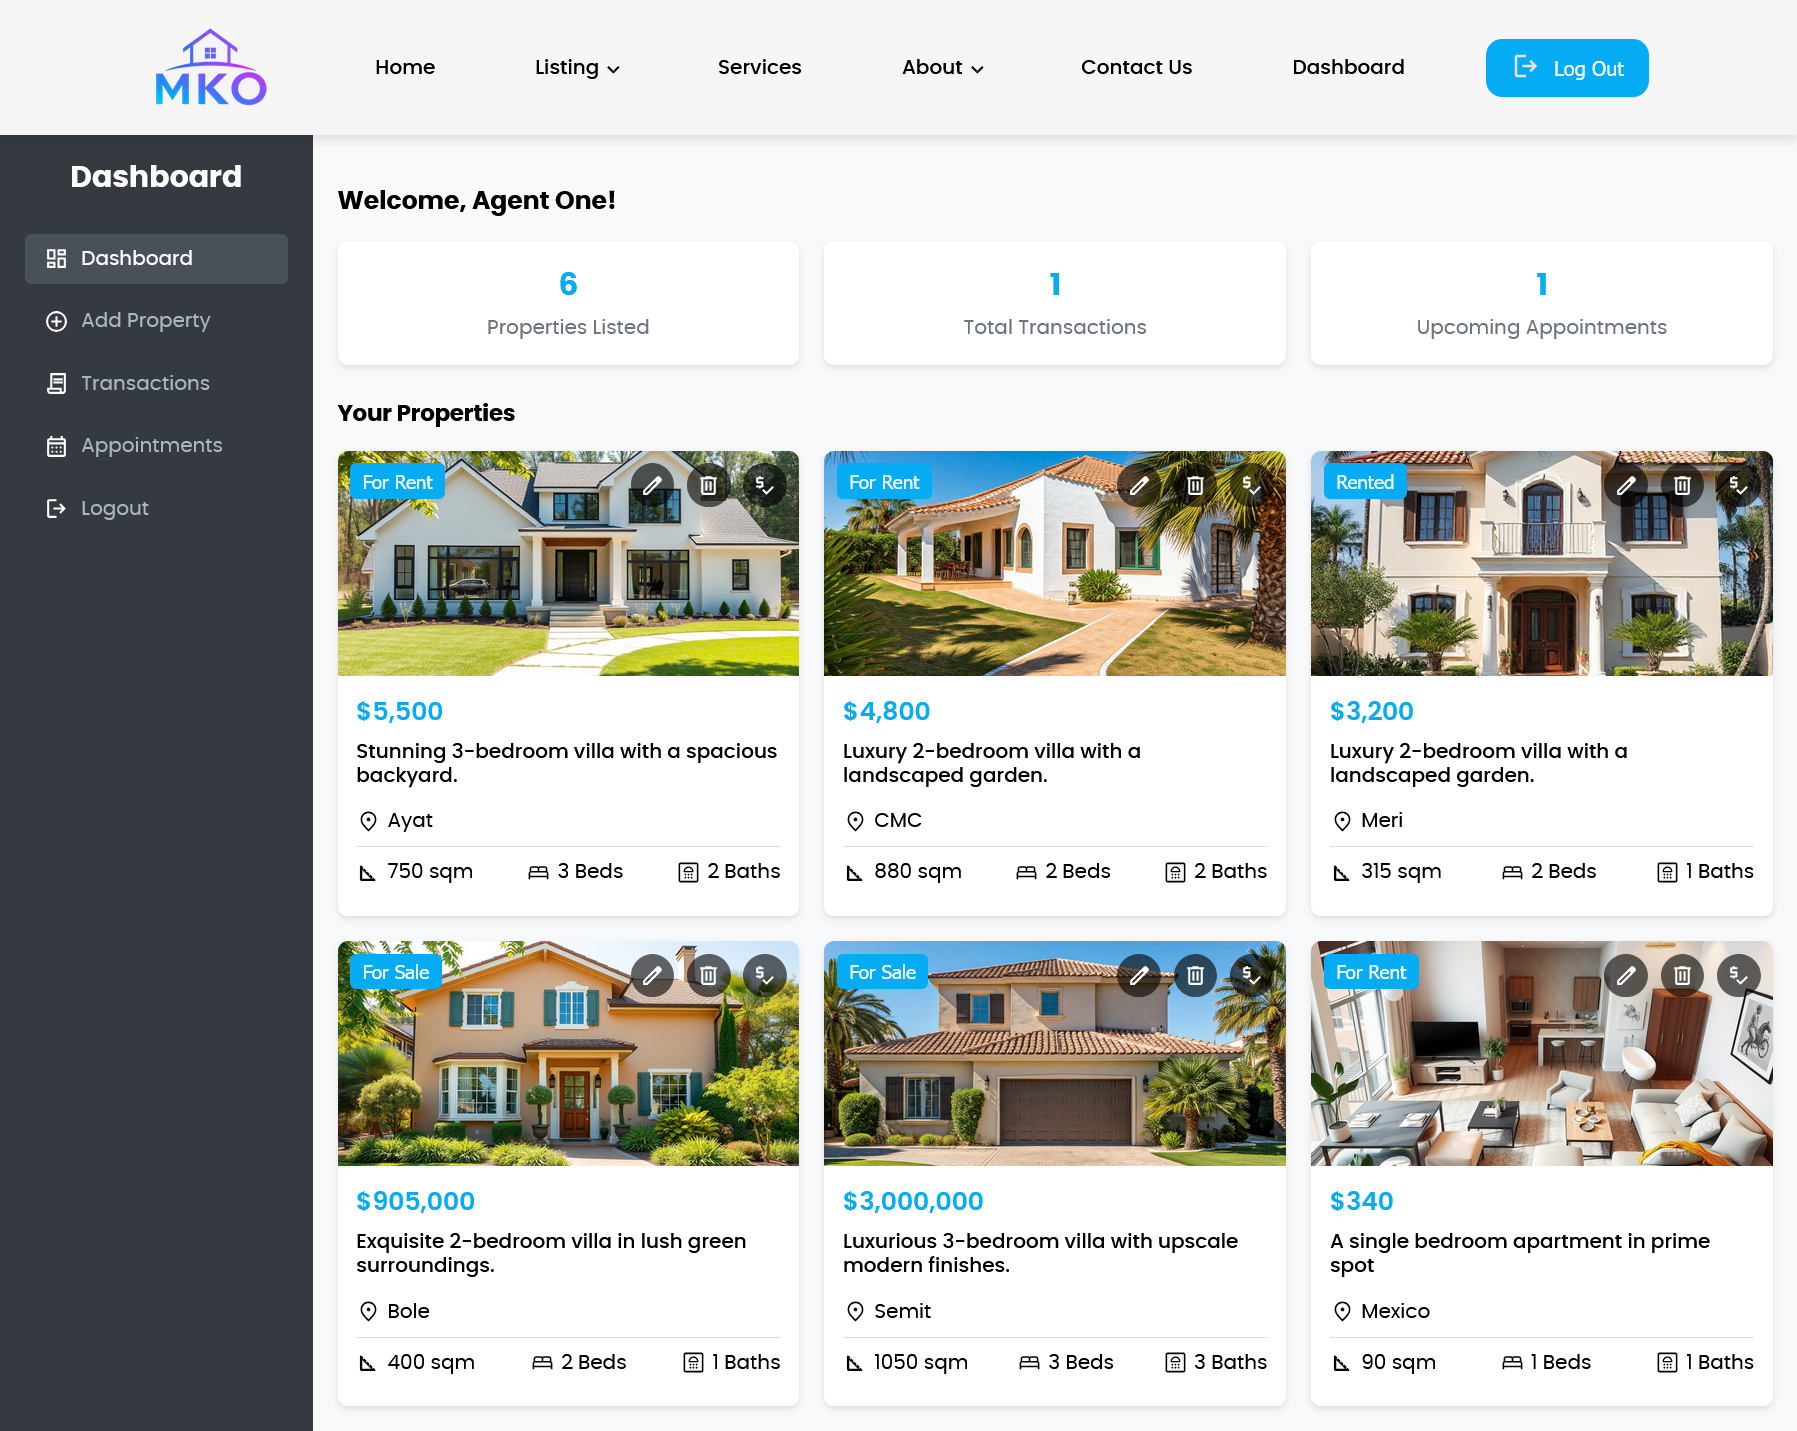 MKO
Home
Listing
Services
About
Contact Us
Dashboard
Log Out
Dashboard
Dashboard
Add Property
Transactions
Appointments
Logout
Welcome, Agent One!
6
Properties Listed
1
Total Transactions
1
Upcoming Appointments
Your Properties
For Rent
$5,500
Stunning 3-bedroom villa with a spacious
backyard.
Ayat
750 sqm
3 Beds
2 Baths
For Rent
$4,800
Luxury 2-bedroom villa with a
landscaped garden.
CMC
880 sqm
2 Beds
2 Baths
Rented
$3,200
Luxury 2-bedroom villa with a
landscaped garden.
Meri
315 sqm
2 Beds
1 Baths
For Sale
$905,000
Exquisite 2-bedroom villa in lush green
surroundings.
Bole
400 sqm
2 Beds
1 Baths
For Sale
$3,000,000
Luxurious 3-bedroom villa with upscale
modern finishes.
Semit
1050 sqm
3 Beds
3 Baths
For Rent
$340
A single bedroom apartment in prime
spot
Mexico
90 sqm
1 Beds
1 Baths